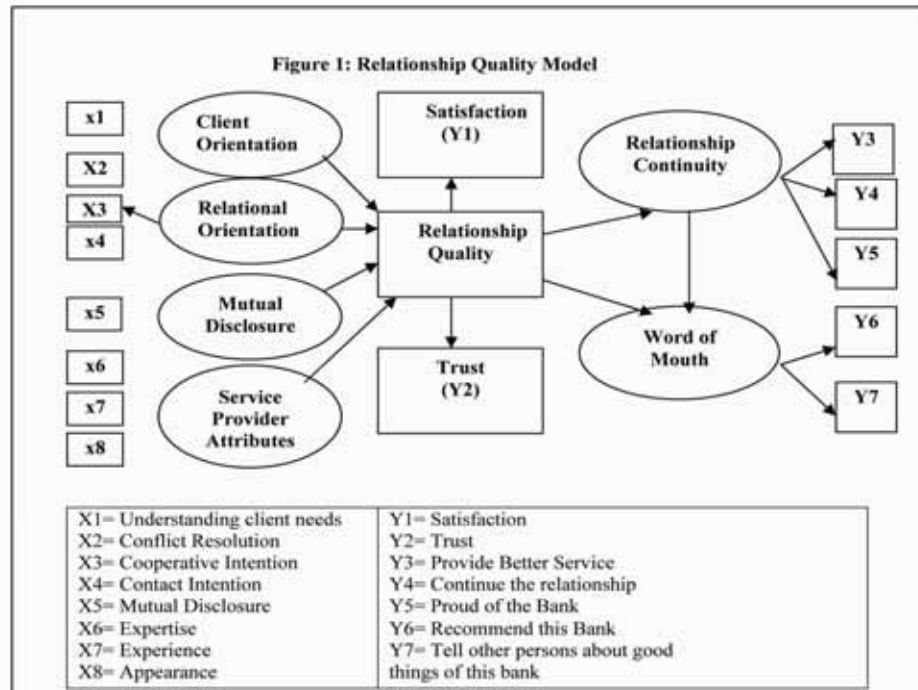 Figure 1: Relationship Quality Model
x1
X2
X3
x4
x5
x6
x7
x8
Client
Orientation
Relational
Orientation
Mutual
Disclosure
Service
Provider
Attributes
Satisfaction
(Y1)
Relationship
Quality
Trust
(Y2)
Relationship
Continuity
Word of
Mouth
Y3
Y4
Y5
Y6
Y7
X1= Understanding client needs
X2= Conflict Resolution
X3= Cooperative Intention
X4= Contact Intention
X5= Mutual Disclosure
X6= Expertise
X7= Experience
X8= Appearance
Y1= Satisfaction
Y2= Trust
Y3= Provide Better Service
Y4= Continue the relationship
Y5= Proud of the Bank
Y6= Recommend this Bank
Y7= Tell other persons about good
things of this bank